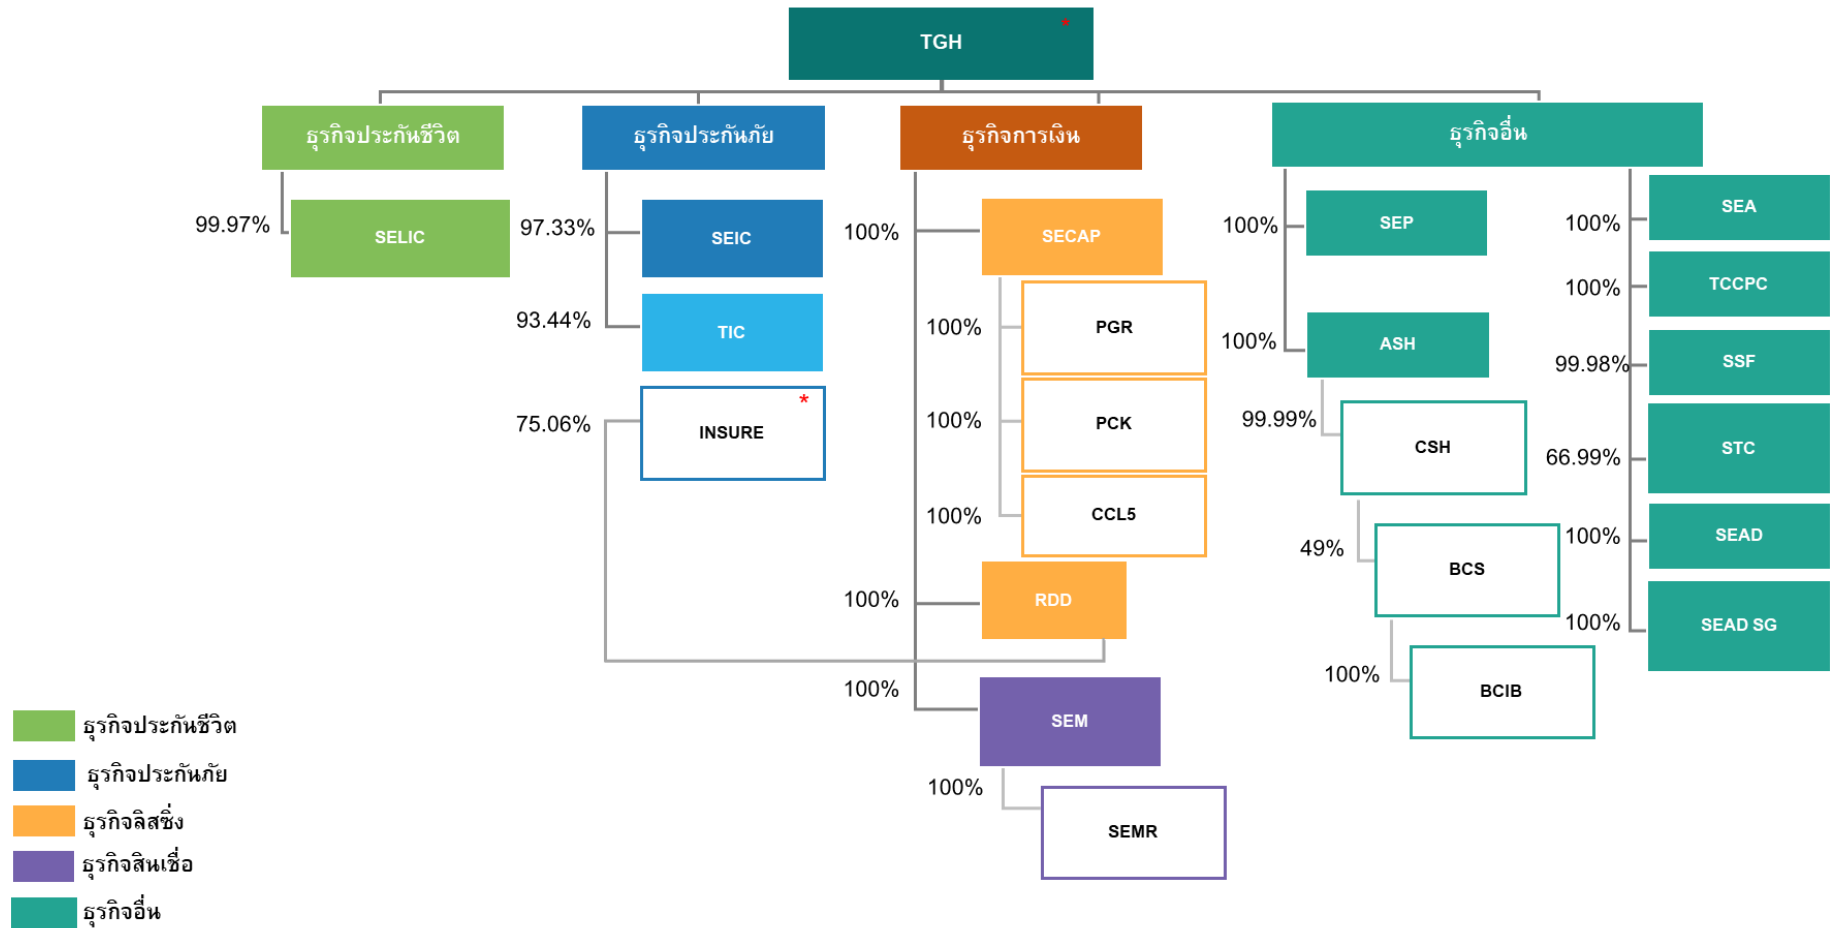 TGH *
ธุรกิจประกันชีวิต
99.97%
SELIC
ธุรกิจประกันภัย
97.33%
SEIC
93.44%
TIC
75.06%
INSURE *
ธุรกิจการเงิน
100%
SECAP
100%
PGR
100%
PCK
100%
CCL5
100%
RDD
100%
SEM
100%
SEMR
ธุรกิจอื่น
100%
SEP
100%
ASH
99.99%
CSH
49%
BCS
100%
BCIB
100%
SEA
100%
TCCPC
99.98%
SSF
66.99%
STC
100%
SEAD
100%
SEAD SG
ธุรกิจประกันชีวิต
ธุรกิจประกันภัย
ธุรกิจลิสซิ่ง
ธุรกิจสินเชื่อ
ธุรกิจอื่น